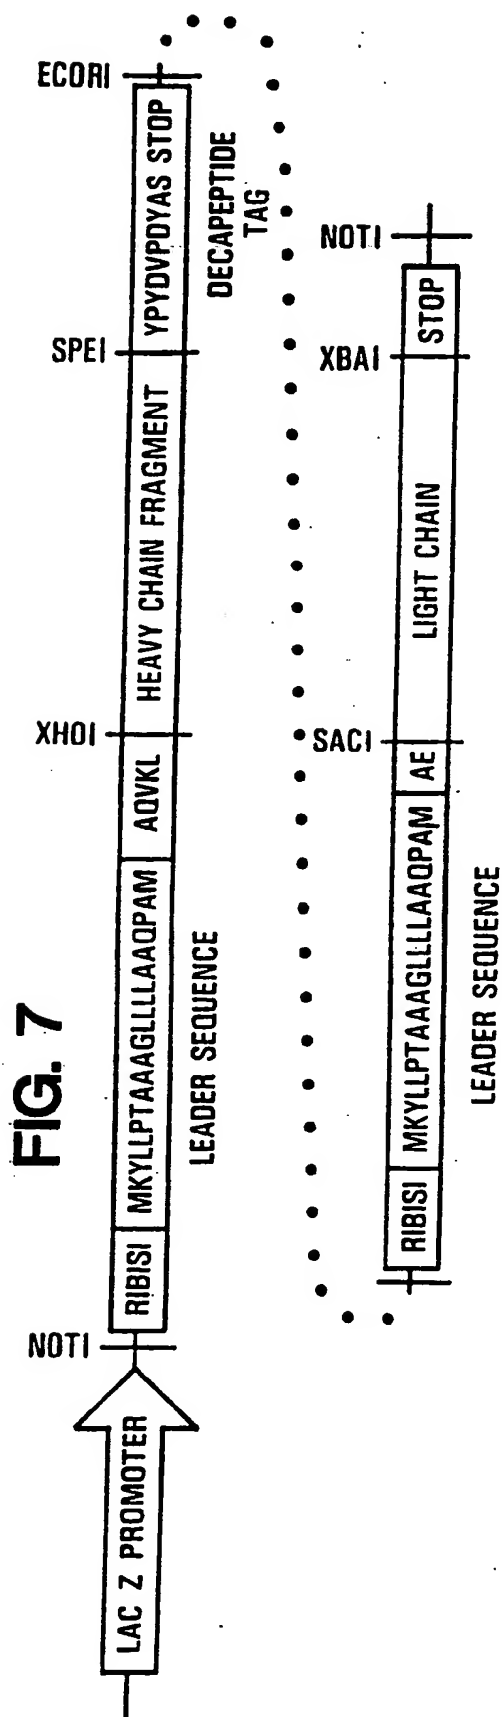 FIG. 7
LAC Z PROMOTER
NOTI
RIBISI
MKYLLPTAAAGLLLLAAQPAM
LEADER SEQUENCE
AQVKL
XHOI
HEAVY CHAIN FRAGMENT
SPEI
YPYDVPDYAS STOP
DECAPEPTIDE
TAG
ECORI
RIBISI
MKYLLPTAAAGLLLLAAQPAM
LEADER SEQUENCE
AE
SACI
LIGHT CHAIN
XBAI
STOP
NOTI